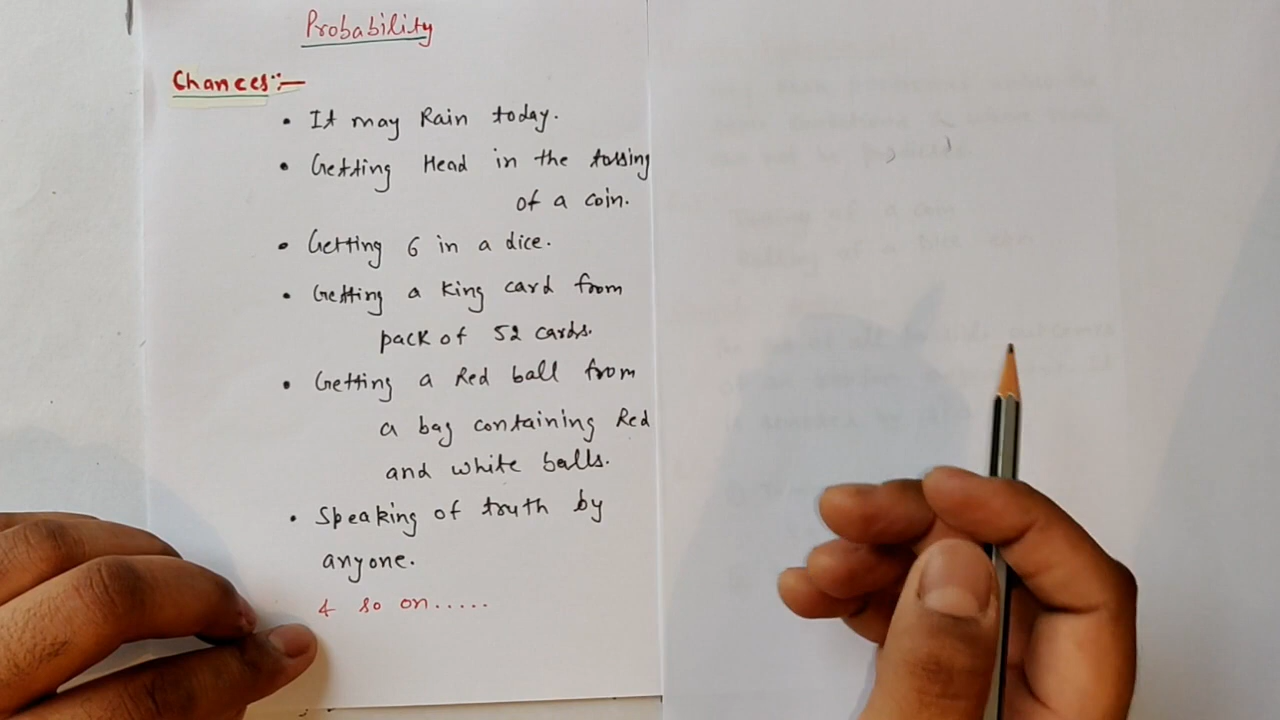 Probability
Chances:-
• It may Rain today.
• Getting Head in the tossing
of a coin.
• Getting 6 in a dice.
• Getting a King card from
pack of 52 cards.
• Getting a Red ball from
a bag containing Red
and white balls.
• Speaking of truth by
anyone.
& so on.....